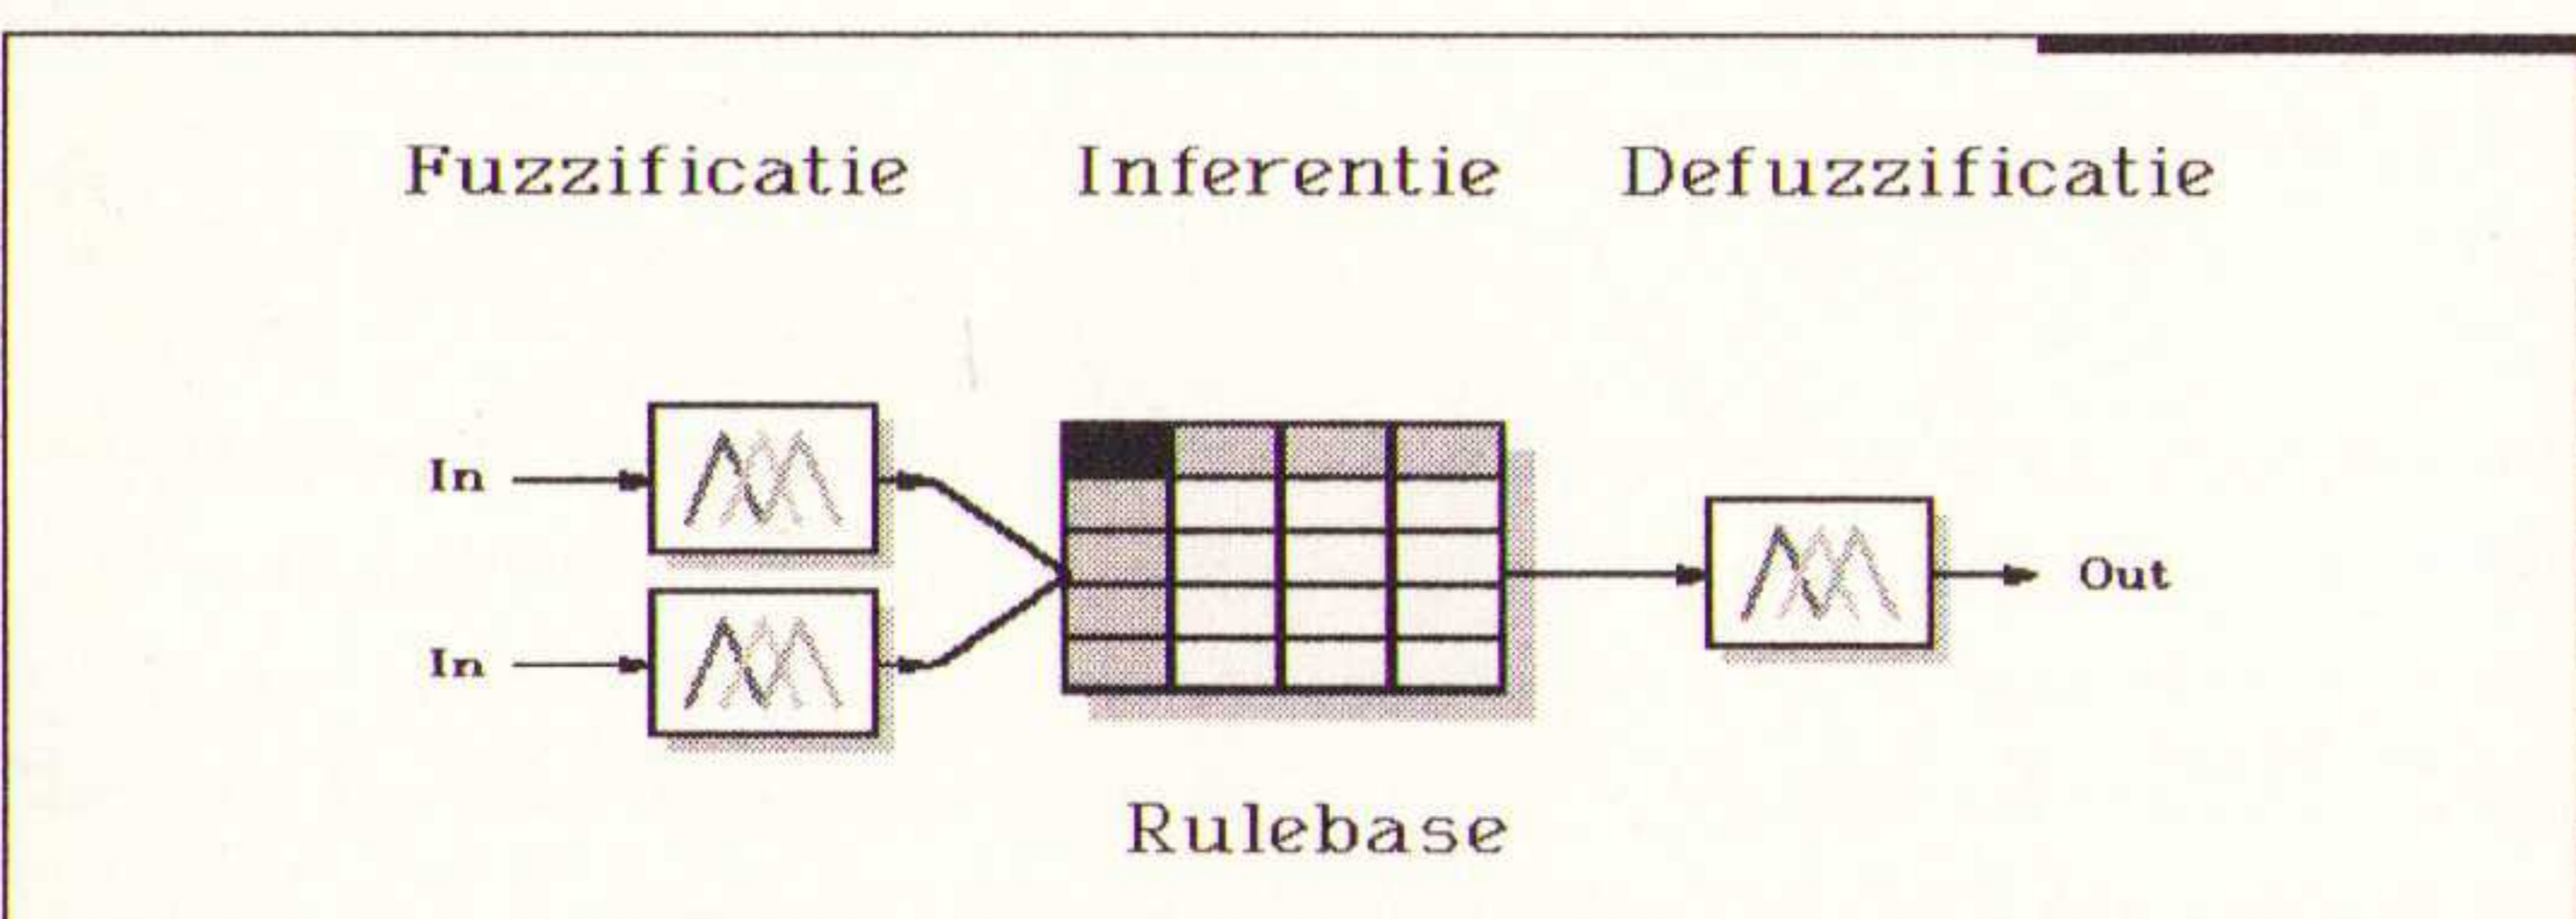 Fuzzificatie Inferentie Defuzzificatie
In
Out
In
Rulebase